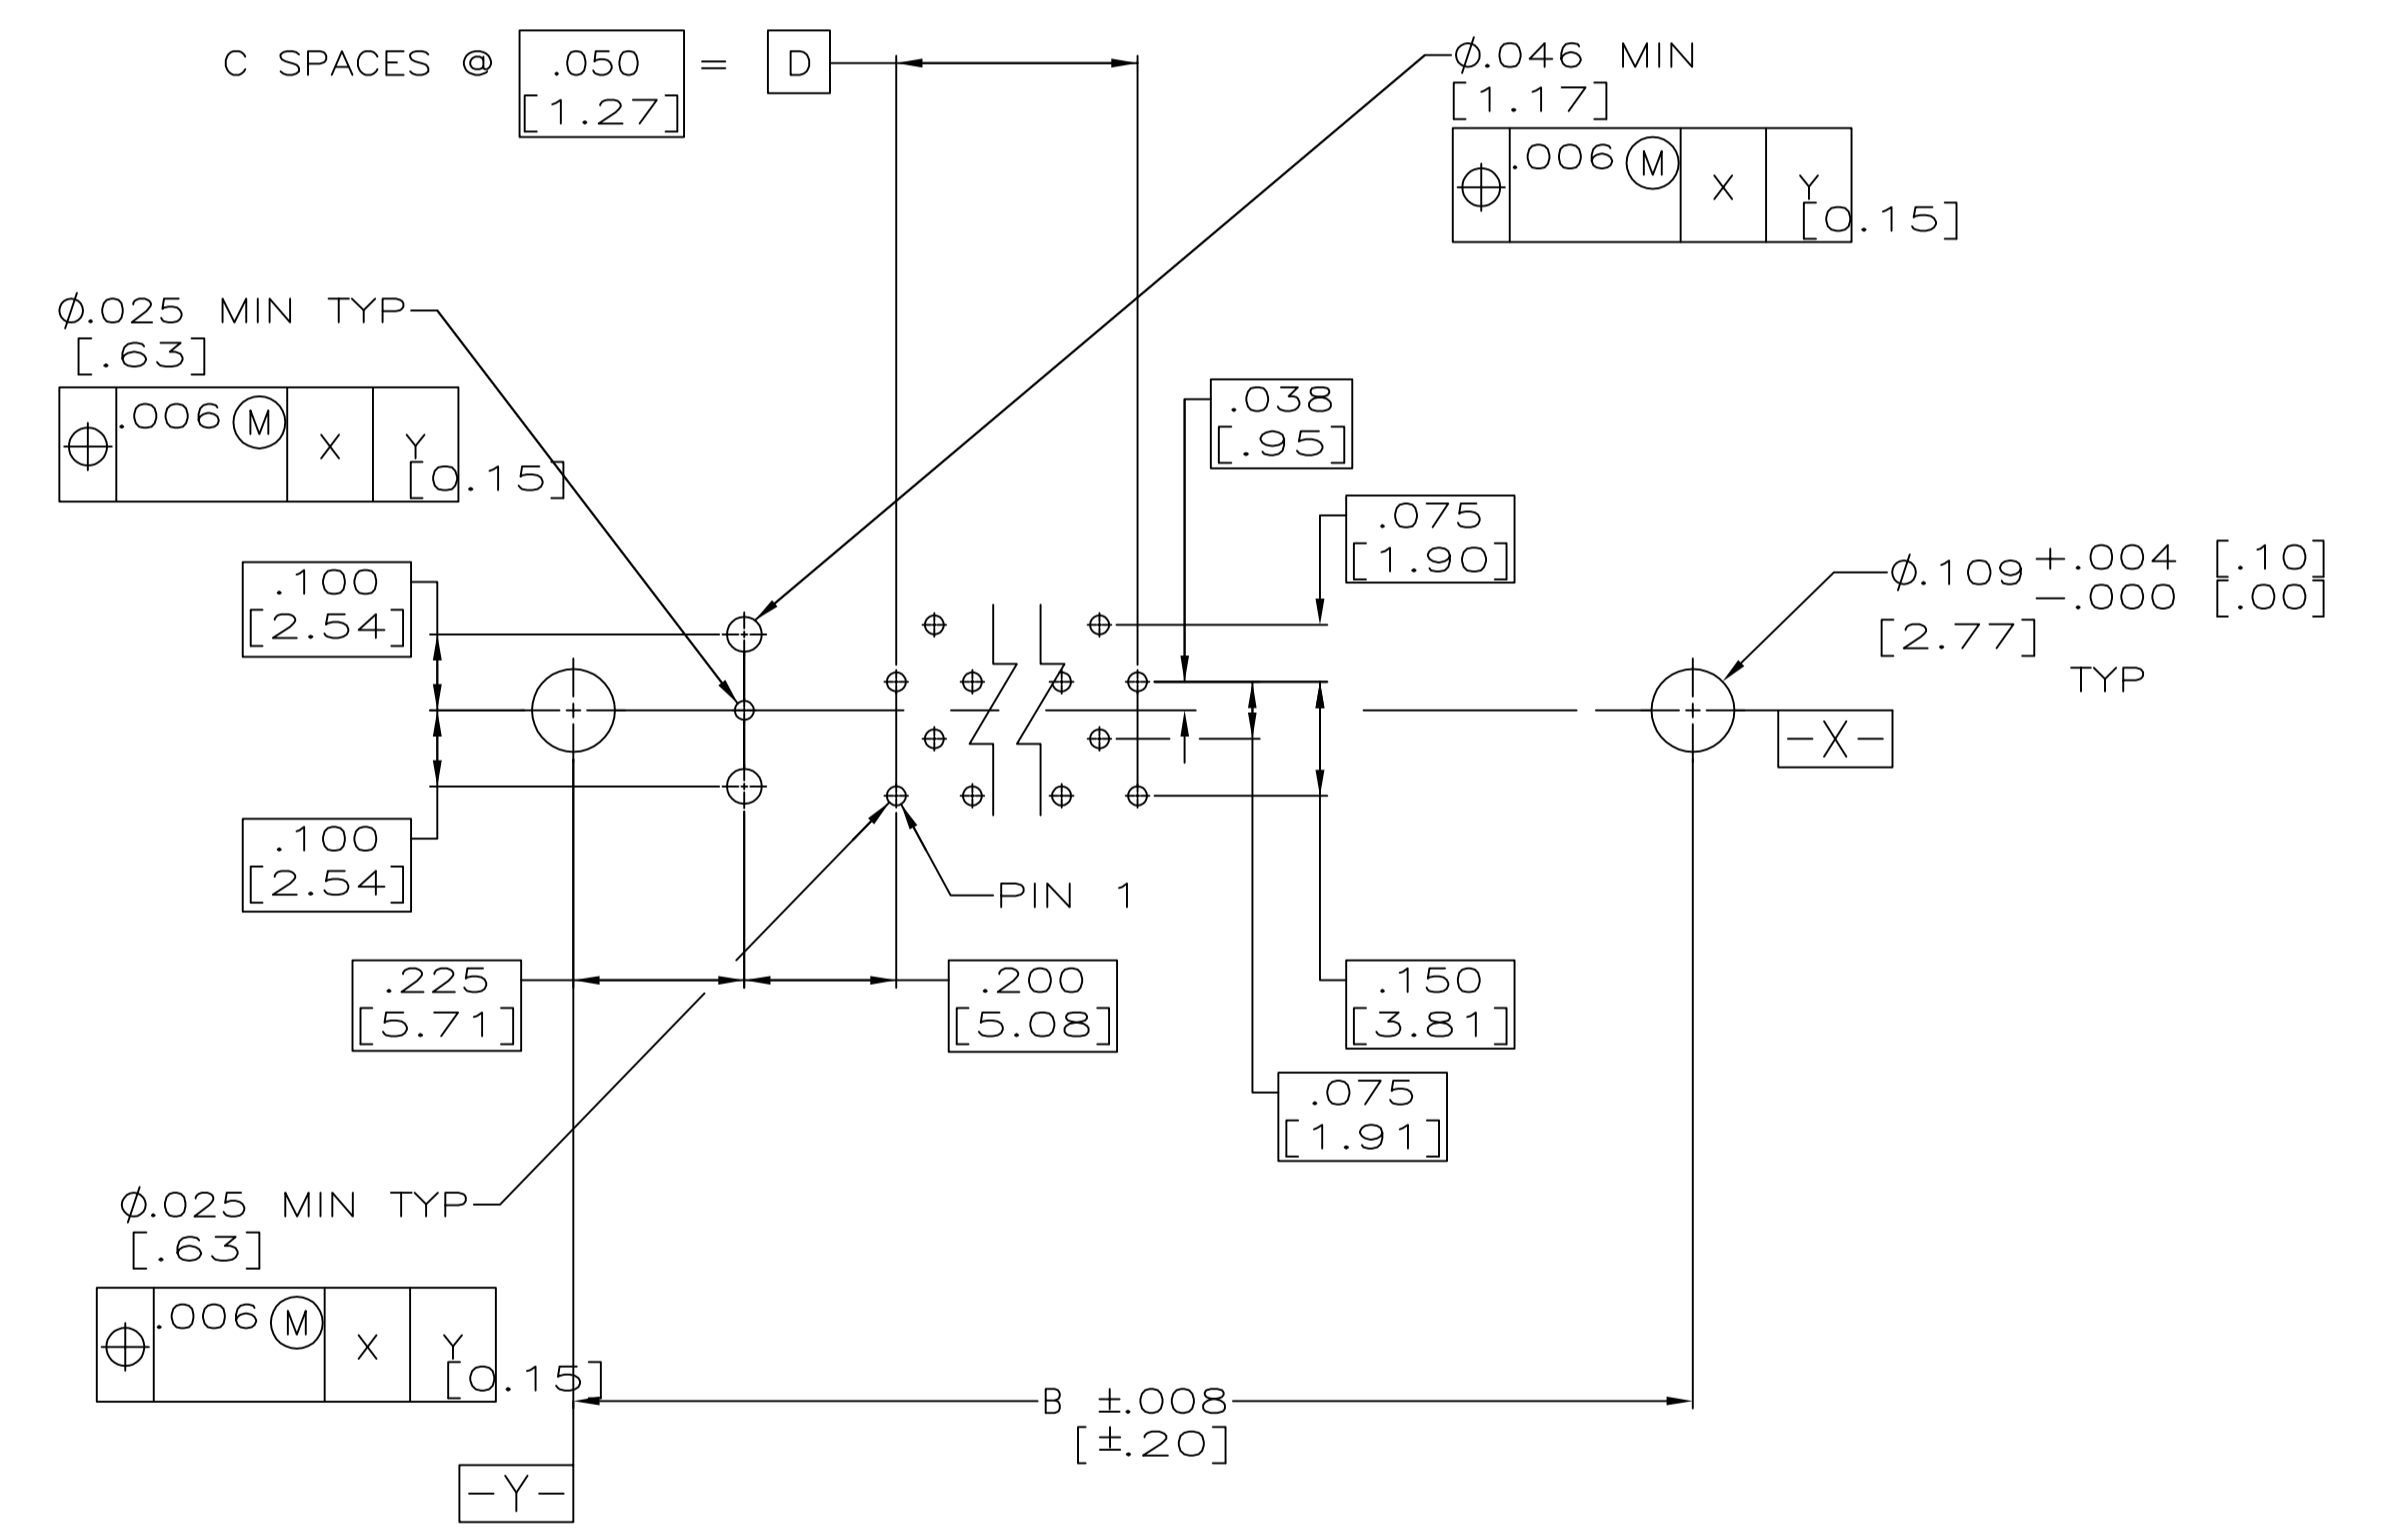 C SPACES @ .050 = D
[1.27]
⌀.046 MIN
[1.17]
⌖ .006 Ⓜ X Y
[0.15]
⌀.025 MIN TYP
[.63]
⌖ .006 Ⓜ X Y
[0.15]
.038
[.95]
.075
[1.90]
⌀.109 +.004 [.10]
-.000 [.00]
[2.77]
TYP
.100
[2.54]
-X-
.100
[2.54]
PIN 1
.225
[5.71]
.200
[5.08]
.150
[3.81]
.075
[1.91]
⌀.025 MIN TYP
[.63]
⌖ .006 Ⓜ X Y
[0.15]
B ±.008
[±.20]
-Y-